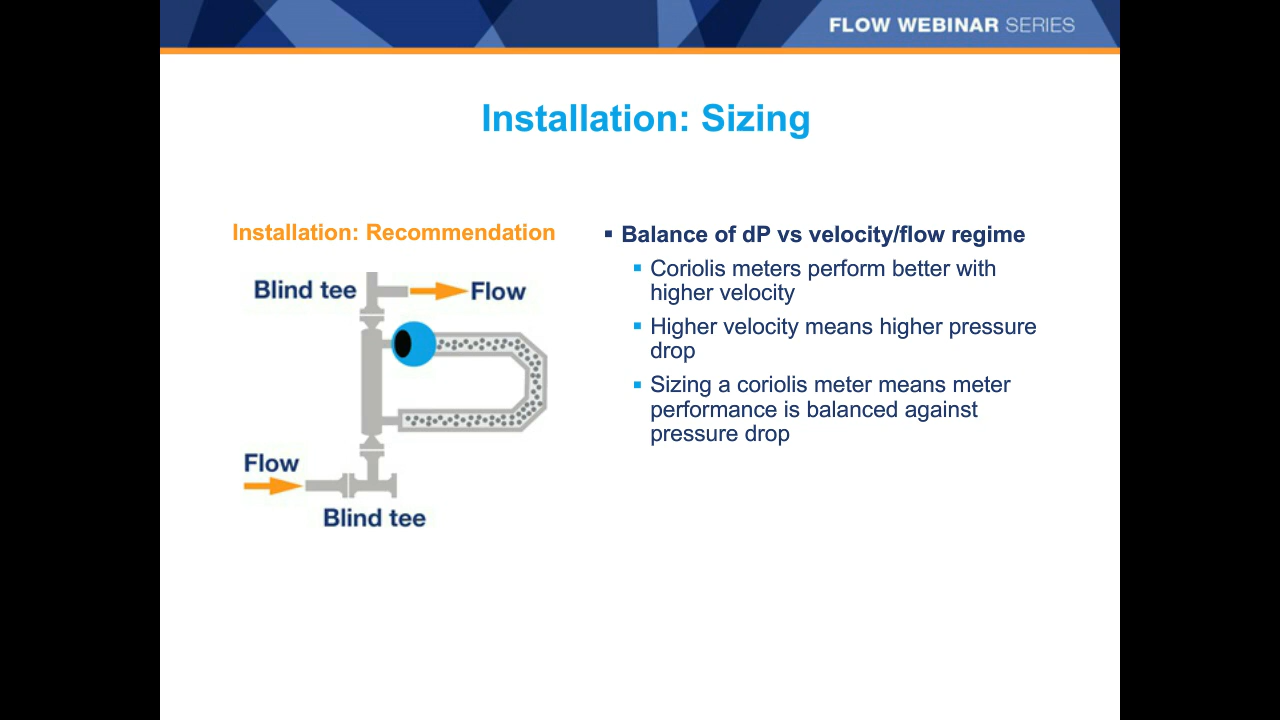 FLOW WEBINAR SERIES
Installation: Sizing
Installation: Recommendation
Blind tee
Flow
Flow
Blind tee
▪ Balance of dP vs velocity/flow regime
▪ Coriolis meters perform better with
higher velocity
▪ Higher velocity means higher pressure
drop
▪ Sizing a coriolis meter means meter
performance is balanced against
pressure drop